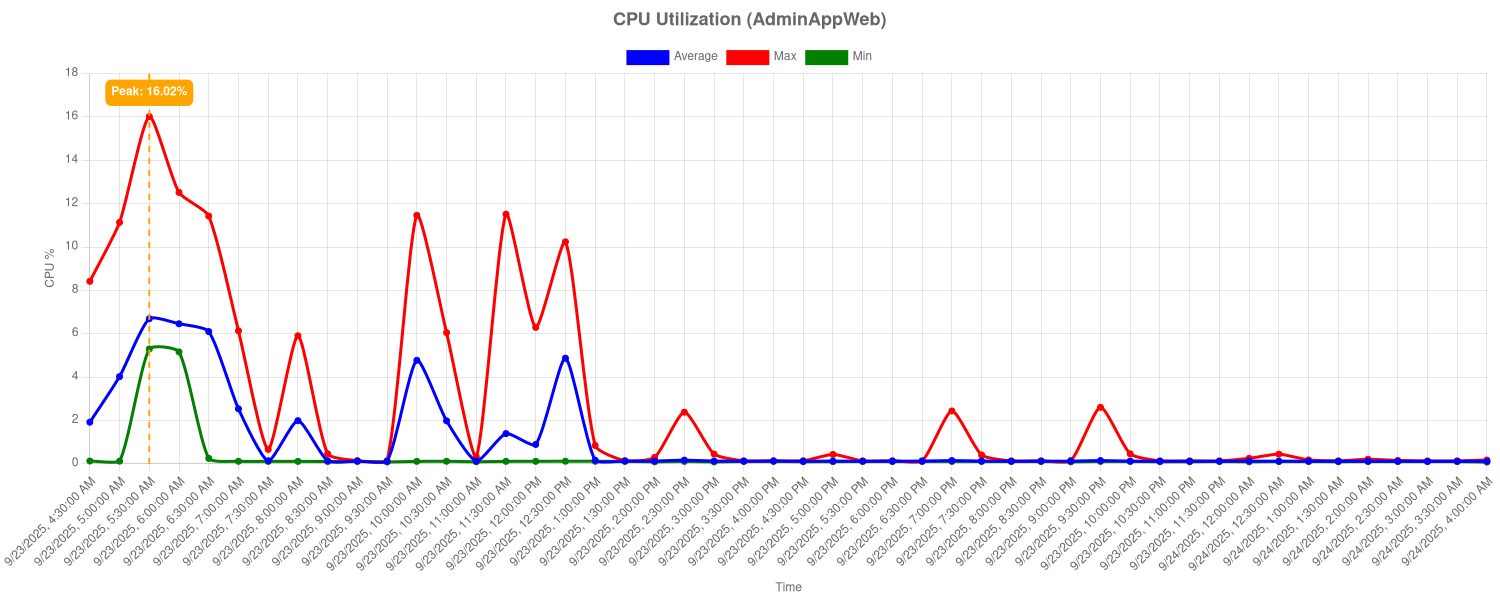 CPU Utilization (AdminAppWeb)
Average Max Min
Peak: 16.02%
18
16
14
12
10
8
6
4
2
0
CPU %
9/23/2025, 4:30:00 AM
9/23/2025, 5:00:00 AM
9/23/2025, 5:30:00 AM
9/23/2025, 6:00:00 AM
9/23/2025, 6:30:00 AM
9/23/2025, 7:00:00 AM
9/23/2025, 7:30:00 AM
9/23/2025, 8:00:00 AM
9/23/2025, 8:30:00 AM
9/23/2025, 9:00:00 AM
9/23/2025, 9:30:00 AM
9/23/2025, 10:00:00 AM
9/23/2025, 10:30:00 AM
9/23/2025, 11:00:00 AM
9/23/2025, 11:30:00 AM
9/23/2025, 12:00:00 PM
9/23/2025, 12:30:00 PM
9/23/2025, 1:00:00 PM
9/23/2025, 1:30:00 PM
9/23/2025, 2:00:00 PM
9/23/2025, 2:30:00 PM
9/23/2025, 3:00:00 PM
9/23/2025, 3:30:00 PM
9/23/2025, 4:00:00 PM
9/23/2025, 4:30:00 PM
9/23/2025, 5:00:00 PM
9/23/2025, 5:30:00 PM
9/23/2025, 6:00:00 PM
9/23/2025, 6:30:00 PM
9/23/2025, 7:00:00 PM
9/23/2025, 7:30:00 PM
9/23/2025, 8:00:00 PM
9/23/2025, 8:30:00 PM
9/23/2025, 9:00:00 PM
9/23/2025, 9:30:00 PM
9/23/2025, 10:00:00 PM
9/23/2025, 10:30:00 PM
9/23/2025, 11:00:00 PM
9/23/2025, 11:30:00 PM
9/24/2025, 12:00:00 AM
9/24/2025, 12:30:00 AM
9/24/2025, 1:00:00 AM
9/24/2025, 1:30:00 AM
9/24/2025, 2:00:00 AM
9/24/2025, 2:30:00 AM
9/24/2025, 3:00:00 AM
9/24/2025, 3:30:00 AM
9/24/2025, 4:00:00 AM
Time